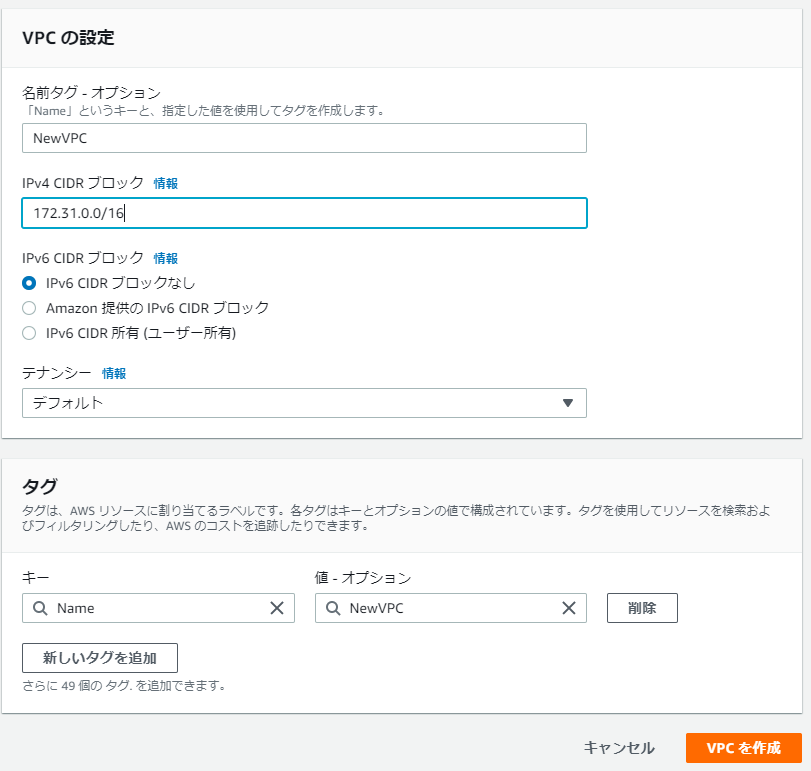 VPC の設定
名前タグ - オプション
「Name」というキーと、指定した値を使用してタグを作成します。
NewVPC
IPv4 CIDR ブロック 情報
172.31.0.0/16
IPv6 CIDR ブロック 情報
IPv6 CIDR ブロックなし
Amazon 提供の IPv6 CIDR ブロック
IPv6 CIDR 所有 (ユーザー所有)
テナンシー 情報
デフォルト
タグ
タグは、AWS リソースに割り当てるラベルです。各タグはキーとオプションの値で構成されています。タグを使用してリソースを検索およ
びフィルタリングしたり、AWS のコストを追跡したりできます。
キー 値 - オプション
Name NewVPC 削除
新しいタグを追加
さらに 49 個の タグ. を追加できます。
キャンセル VPC を作成